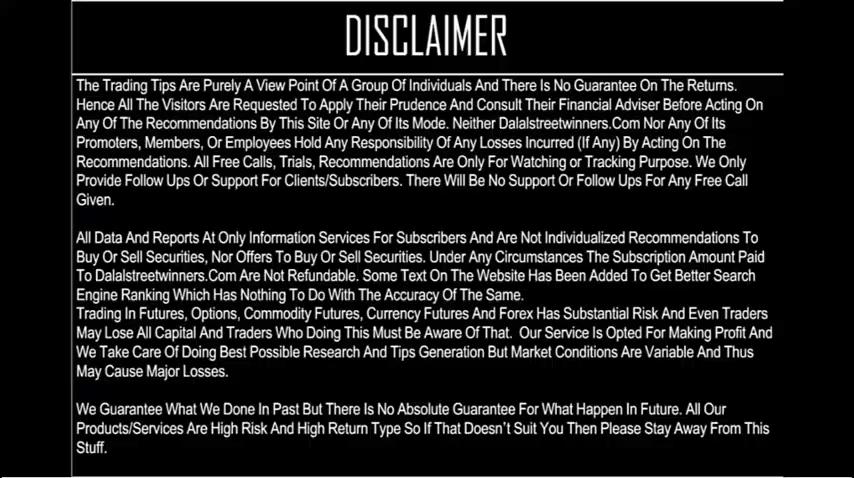 DISCLAIMER
The Trading Tips Are Purely A View Point Of A Group Of Individuals And There Is No Guarantee On The Returns.
Hence All The Visitors Are Requested To Apply Their Prudence And Consult Their Financial Adviser Before Acting On
Any Of The Recommendations By This Site Or Any Of Its Mode. Neither Dalalstreetwinners.Com Nor Any Of Its
Promoters, Members, Or Employees Hold Any Responsibility Of Any Losses Incurred (If Any) By Acting On The
Recommendations. All Free Calls, Trials, Recommendations Are Only For Watching or Tracking Purpose. We Only
Provide Follow Ups Or Support For Clients/Subscribers. There Will Be No Support Or Follow Ups For Any Free Call
Given.
All Data And Reports At Only Information Services For Subscribers And Are Not Individualized Recommendations To
Buy Or Sell Securities, Nor Offers To Buy Or Sell Securities. Under Any Circumstances The Subscription Amount Paid
To Dalalstreetwinners.Com Are Not Refundable. Some Text On The Website Has Been Added To Get Better Search
Engine Ranking Which Has Nothing To Do With The Accuracy Of The Same.
Trading In Futures, Options, Commodity Futures, Currency Futures And Forex Has Substantial Risk And Even Traders
May Lose All Capital And Traders Who Doing This Must Be Aware Of That. Our Service Is Opted For Making Profit And
We Take Care Of Doing Best Possible Research And Tips Generation But Market Conditions Are Variable And Thus
May Cause Major Losses.
We Guarantee What We Done In Past But There Is No Absolute Guarantee For What Happen In Future. All Our
Products/Services Are High Risk And High Return Type So If That Doesn't Suit You Then Please Stay Away From This
Stuff.